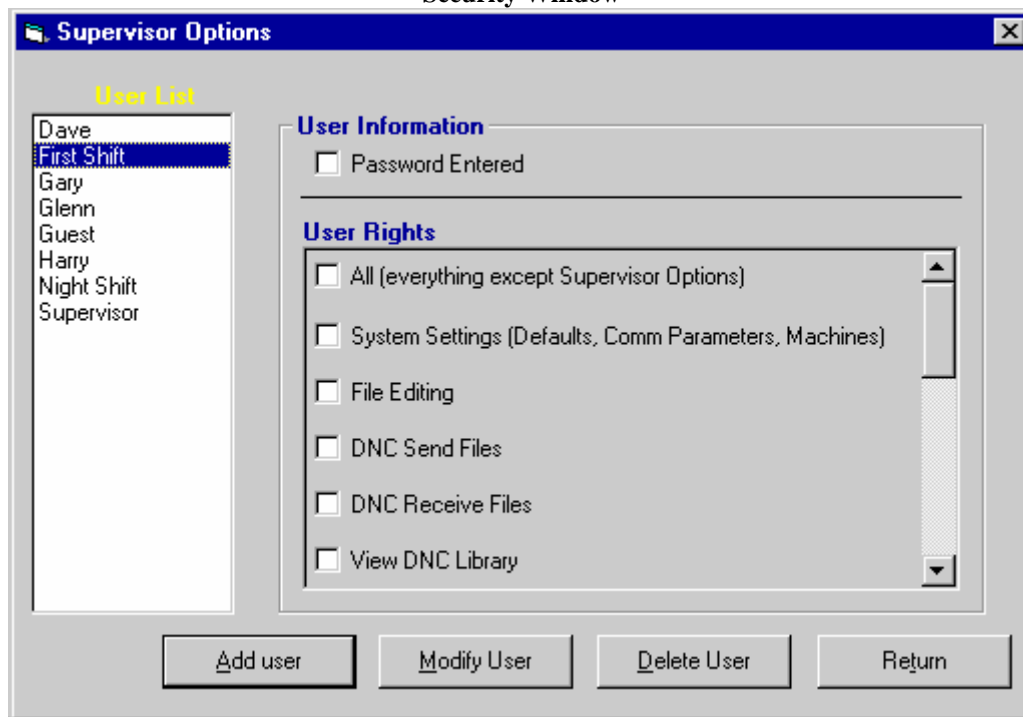 Security Window
Supervisor Options
User List
Dave
First Shift
Gary
Glenn
Guest
Harry
Night Shift
Supervisor
User Information
Password Entered
User Rights
All (everything except Supervisor Options)
System Settings (Defaults, Comm Parameters, Machines)
File Editing
DNC Send Files
DNC Receive Files
View DNC Library
Add user
Modify User
Delete User
Return